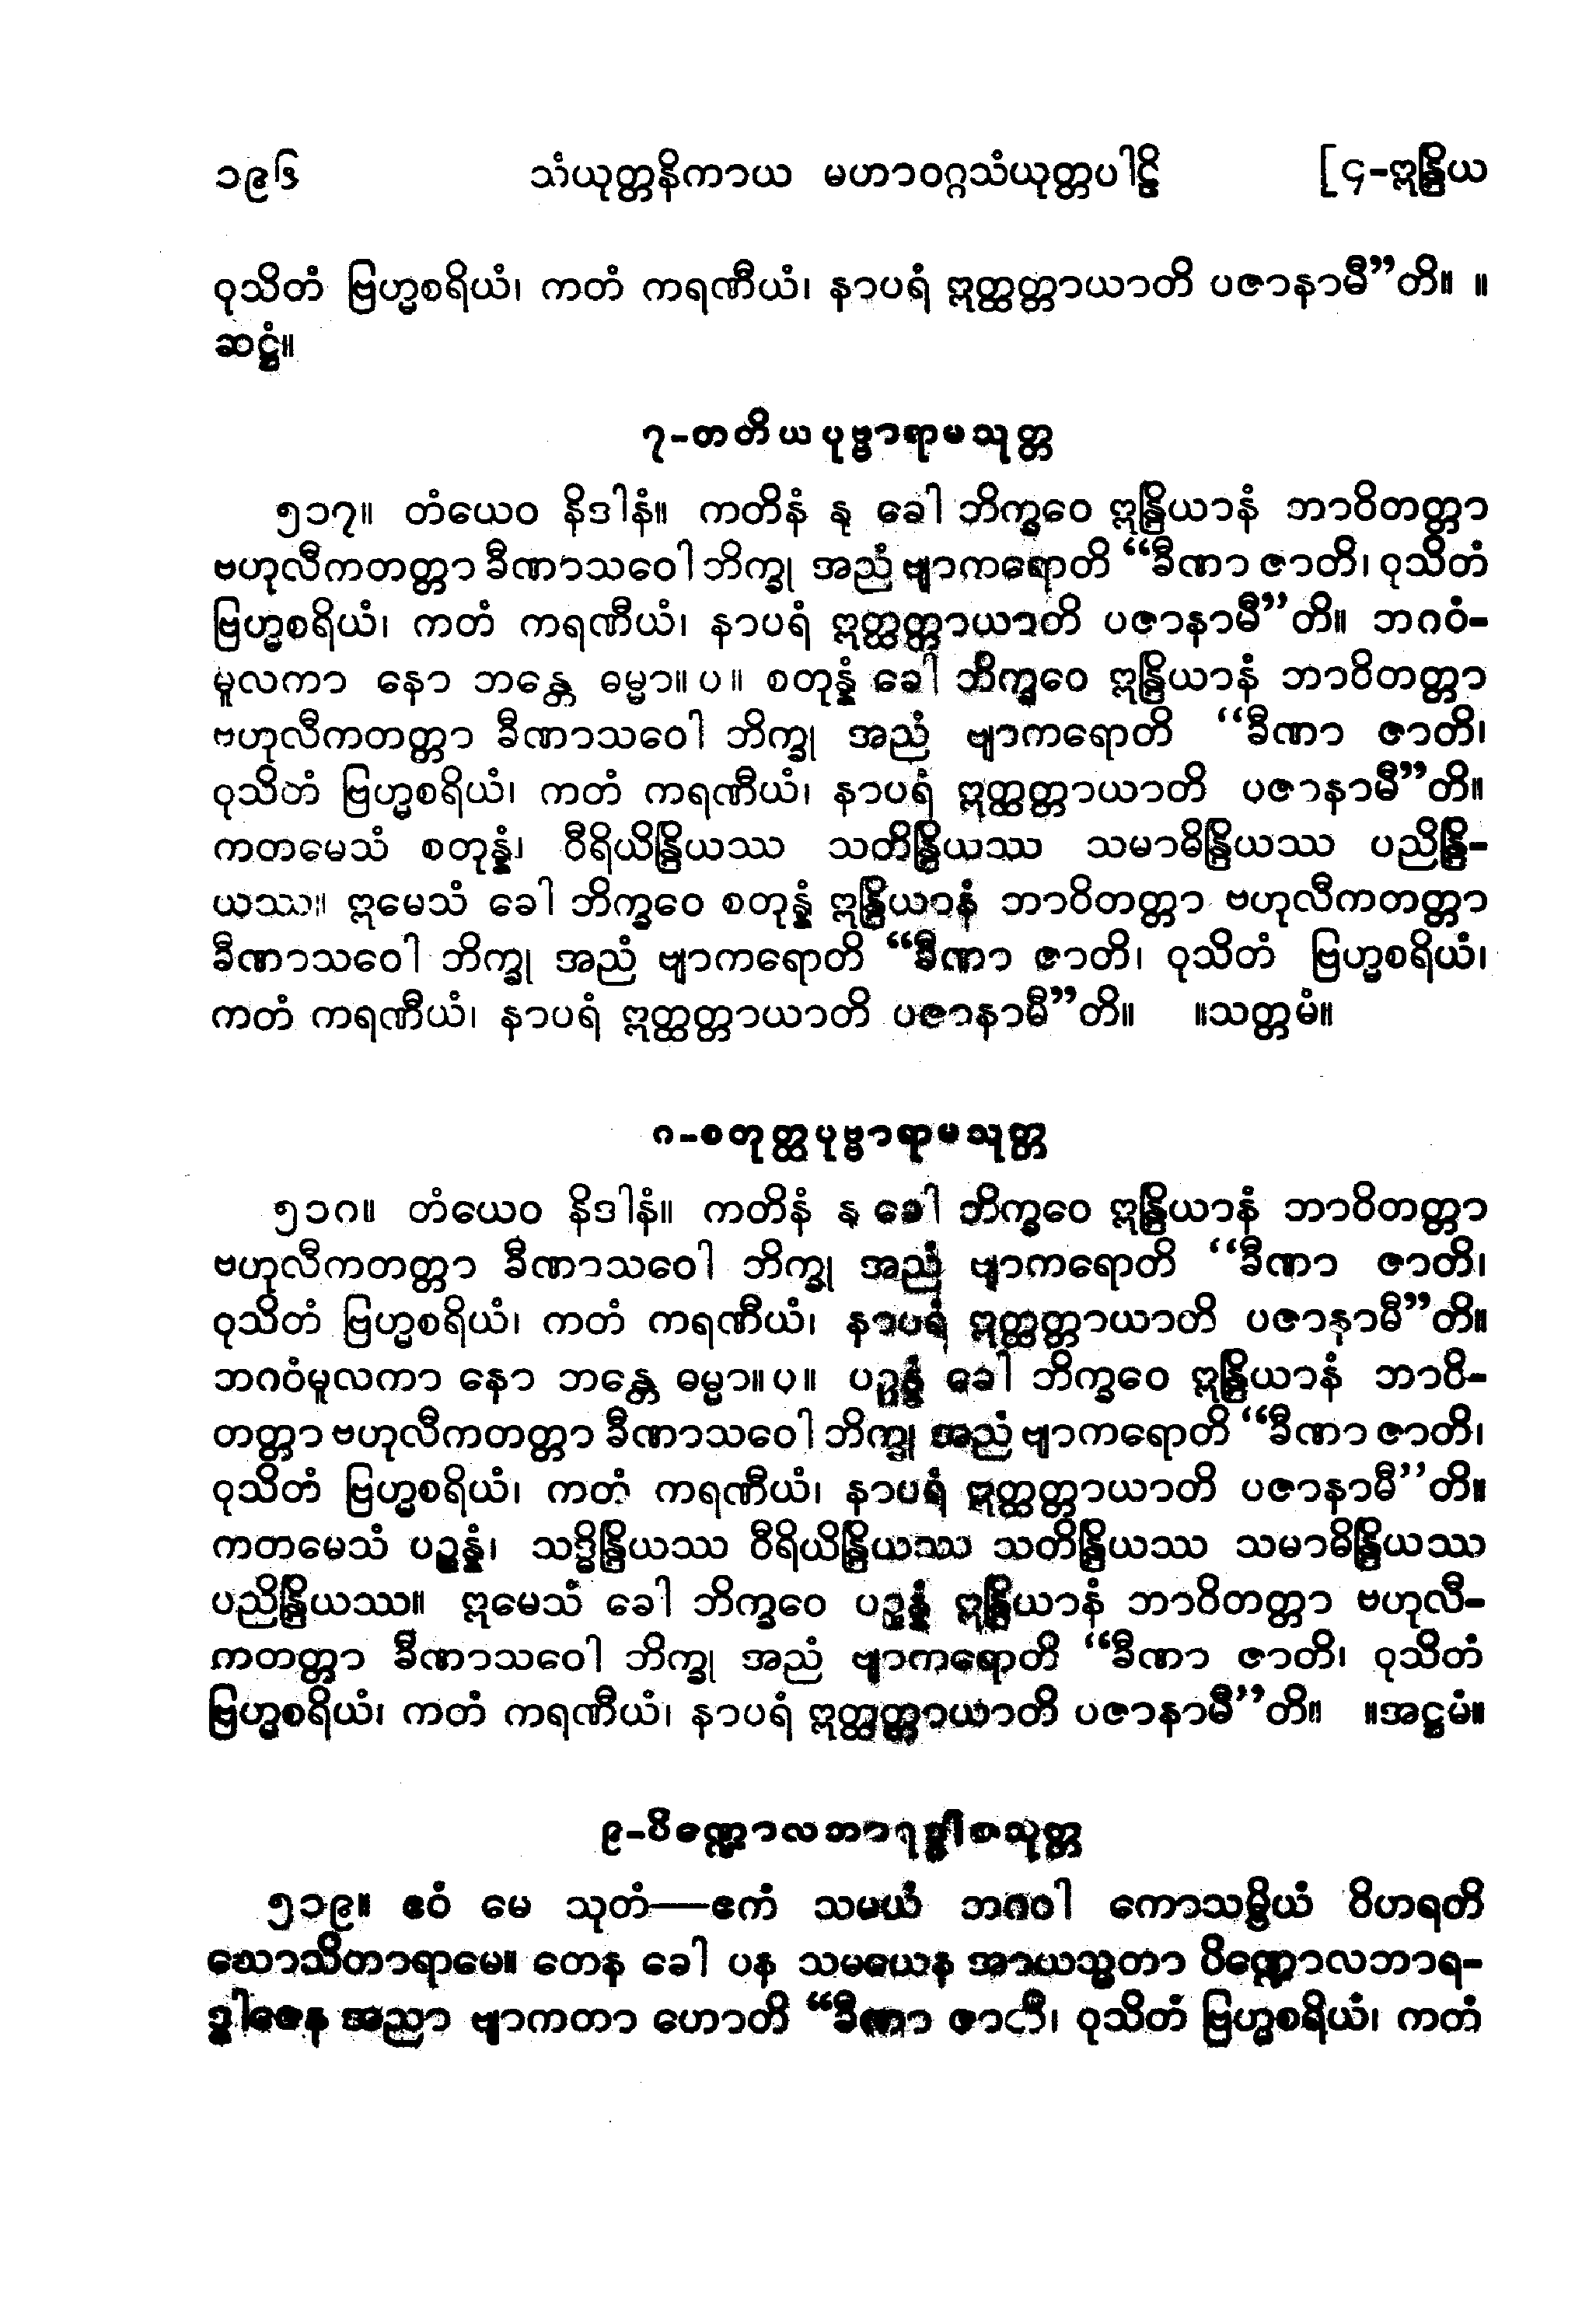 ၁၉၆ သံယုတ္တနိကာယ မဟာဝဂ္ဂသံယုတ္တပါဠိ [၄-ဣန္ဒြိယ
ဝုသိတံ ဗြဟ္မစရိယံ၊ ကတံ ကရဏီယံ၊ နာပရံ ဣတ္ထတ္တာယာတိ ပဇာနာမီ”တိ။ ။
ဆဋ္ဌံ။
၇-တတိယပုဗ္ဗာရာမသုတ္တ
၅၁၇။ တံယေဝ နိဒါနံ။ ကတိနံ နု ခေါ ဘိက္ခဝေ ဣန္ဒြိယာနံ ဘာဝိတတ္တာ
ဗဟုလီကတတ္တာ ခီဏာသဝေါ ဘိက္ခု အညံ ဗျာကရောတိ “ခီဏာ ဇာတိ၊ ဝုသိတံ
ဗြဟ္မစရိယံ၊ ကတံ ကရဏီယံ၊ နာပရံ ဣတ္ထတ္တာယာတိ ပဇာနာမီ”တိ။ ဘဂဝံ-
မူလကာ နော ဘန္တေ ဓမ္မာ။ ပ ။ စတုန္နံ ခေါ ဘိက္ခဝေ ဣန္ဒြိယာနံ ဘာဝိတတ္တာ
ဗဟုလီကတတ္တာ ခီဏာသဝေါ ဘိက္ခု အညံ ဗျာကရောတိ “ခီဏာ ဇာတိ၊
ဝုသိတံ ဗြဟ္မစရိယံ၊ ကတံ ကရဏီယံ၊ နာပရံ ဣတ္ထတ္တာယာတိ ပဇာနာမီ”တိ။
ကတမေသံ စတုန္နံ၊ ဝီရိယိန္ဒြိယဿ သတိန္ဒြိယဿ သမာဓိန္ဒြိယဿ ပညိန္ဒြိ-
ယဿ။ ဣမေသံ ခေါ ဘိက္ခဝေ စတုန္နံ ဣန္ဒြိယာနံ ဘာဝိတတ္တာ ဗဟုလီကတတ္တာ
ခီဏာသဝေါ ဘိက္ခု အညံ ဗျာကရောတိ “ခီဏာ ဇာတိ၊ ဝုသိတံ ဗြဟ္မစရိယံ၊
ကတံ ကရဏီယံ၊ နာပရံ ဣတ္ထတ္တာယာတိ ပဇာနာမီ”တိ။ ။သတ္တမံ။
၈-စတုတ္ထပုဗ္ဗာရာမသုတ္တ
၅၁၈။ တံယေဝ နိဒါနံ။ ကတိနံ နု ခေါ ဘိက္ခဝေ ဣန္ဒြိယာနံ ဘာဝိတတ္တာ
ဗဟုလီကတတ္တာ ခီဏာသဝေါ ဘိက္ခု အညံ ဗျာကရောတိ “ခီဏာ ဇာတိ၊
ဝုသိတံ ဗြဟ္မစရိယံ၊ ကတံ ကရဏီယံ၊ နာပရံ ဣတ္ထတ္တာယာတိ ပဇာနာမီ”တိ။
ဘဂဝံမူလကာ နော ဘန္တေ ဓမ္မာ။ ပ ။ ပဉ္စန္နံ ခေါ ဘိက္ခဝေ ဣန္ဒြိယာနံ ဘာဝိ-
တတ္တာ ဗဟုလီကတတ္တာ ခီဏာသဝေါ ဘိက္ခု အညံ ဗျာကရောတိ “ခီဏာ ဇာတိ၊
ဝုသိတံ ဗြဟ္မစရိယံ၊ ကတံ ကရဏီယံ၊ နာပရံ ဣတ္ထတ္တာယာတိ ပဇာနာမီ”တိ။
ကတမေသံ ပဉ္စန္နံ၊ သဒ္ဓိန္ဒြိယဿ ဝီရိယိန္ဒြိယဿ သတိန္ဒြိယဿ သမာဓိန္ဒြိယဿ
ပညိန္ဒြိယဿ။ ဣမေသံ ခေါ ဘိက္ခဝေ ပဉ္စန္နံ ဣန္ဒြိယာနံ ဘာဝိတတ္တာ ဗဟုလီ-
ကတတ္တာ ခီဏာသဝေါ ဘိက္ခု အညံ ဗျာကရောတိ “ခီဏာ ဇာတိ၊ ဝုသိတံ
ဗြဟ္မစရိယံ၊ ကတံ ကရဏီယံ၊ နာပရံ ဣတ္ထတ္တာယာတိ ပဇာနာမီ”တိ။ ။အဋ္ဌမံ။
၉-ပိဏ္ဍောလဘာရဒွါဇသုတ္တ
၅၁၉။ ဧဝံ မေ သုတံ—ဧကံ သမယံ ဘဂဝါ ကောသမ္ဗိယံ ဝိဟရတိ
ဃောသိတာရာမေ။ တေန ခေါ ပန သမယေန အာယသ္မတာ ပိဏ္ဍောလဘာရ-
ဒွါဇေန အညာ ဗျာကတာ ဟောတိ “ခီဏာ ဇာတိ၊ ဝုသိတံ ဗြဟ္မစရိယံ၊ ကတံ